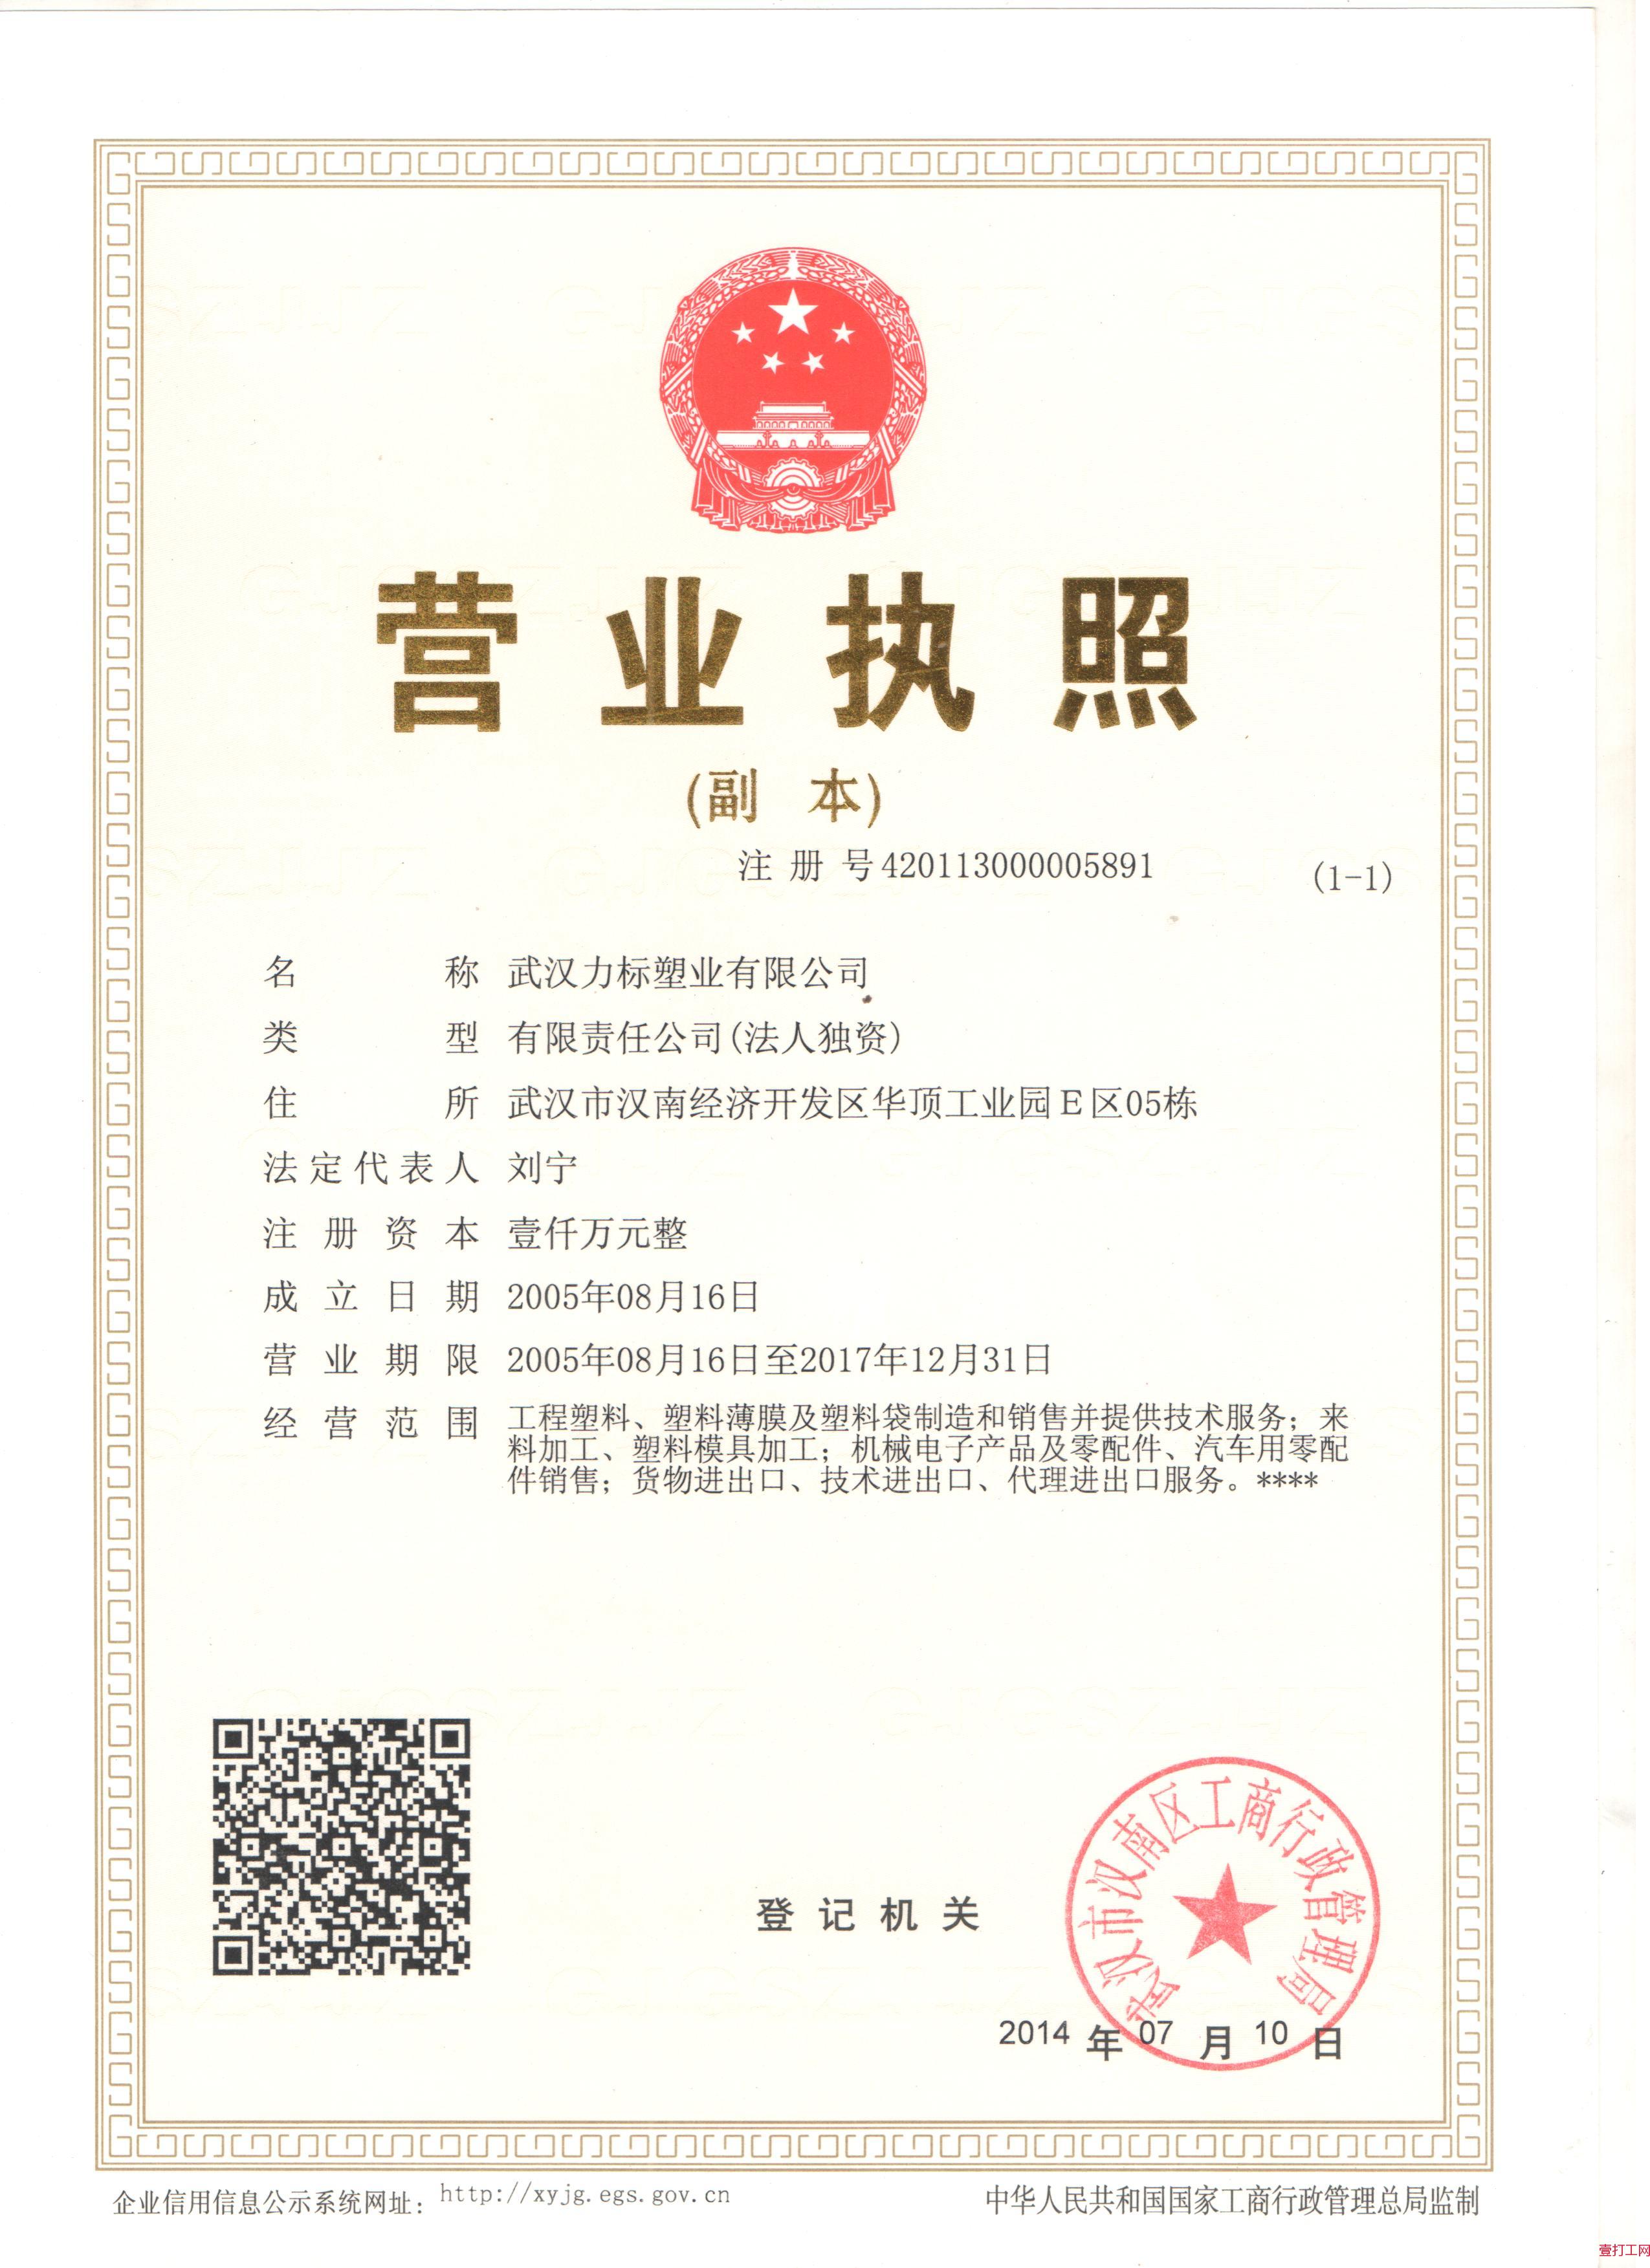 营业执照
(副 本)
注册号420113000005891
(1-1)
名称 武汉力标塑业有限公司
类型 有限责任公司(法人独资)
住所 武汉市汉南经济开发区华顶工业园E区05栋
法定代表人 刘宁
注册资本 壹仟万元整
成立日期 2005年08月16日
营业期限 2005年08月16日至2017年12月31日
经营范围 工程塑料、塑料薄膜及塑料袋制造和销售并提供技术服务；来
料加工、塑料模具加工；机械电子产品及零配件、汽车用零配
件销售；货物进出口、技术进出口、代理进出口服务。****
登记机关
武汉市汉南区工商行政管理局
2014 年 07 月 10 日
企业信用信息公示系统网址：http://xyjg.egs.gov.cn
中华人民共和国国家工商行政管理总局监制
壹打工网